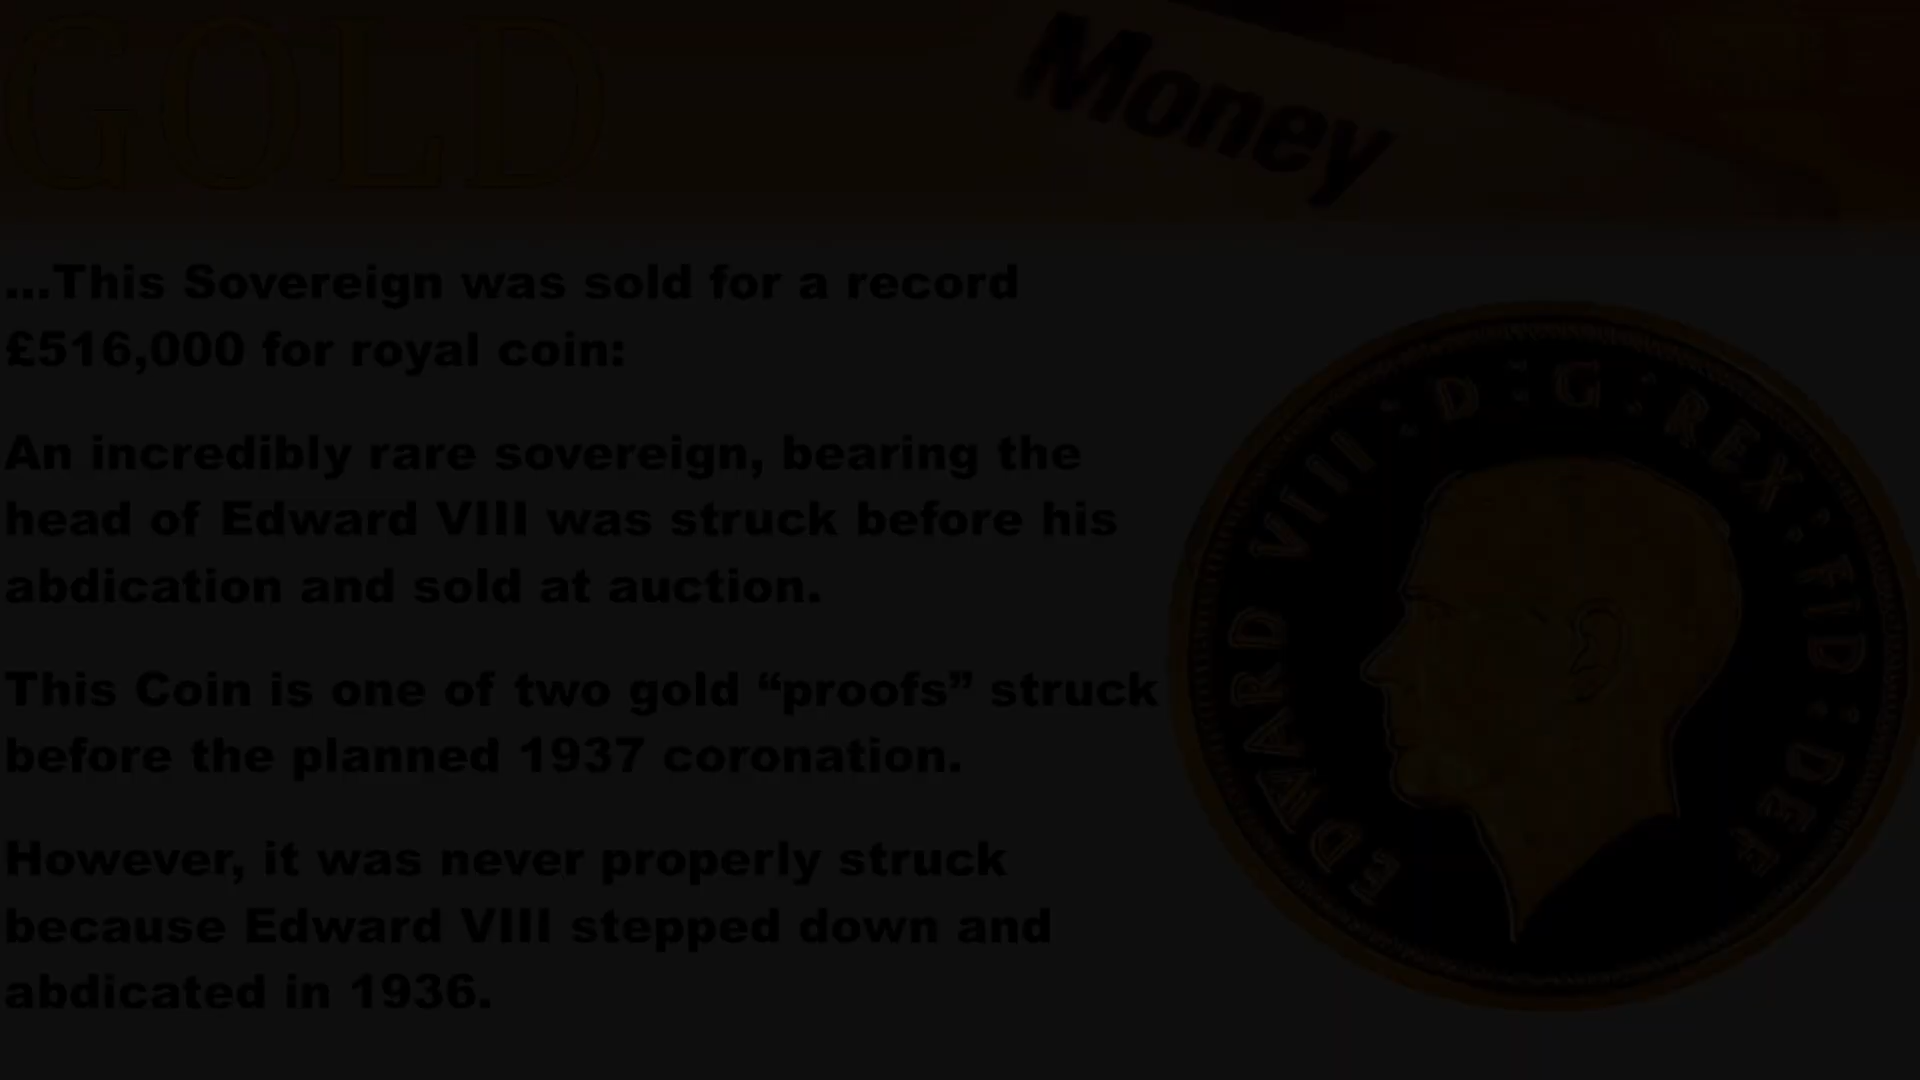 GOLD
Money
...This Sovereign was sold for a record
£516,000 for royal coin:
An incredibly rare sovereign, bearing the
head of Edward VIII was struck before his
abdication and sold at auction.
This Coin is one of two gold “proofs” struck
before the planned 1937 coronation.
However, it was never properly struck
because Edward VIII stepped down and
abdicated in 1936.
EDWARD VIII · D : G : REX : FID : DEF